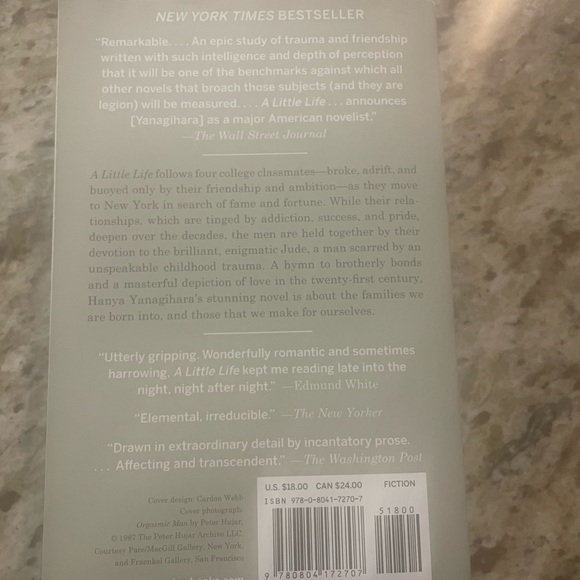 NEW YORK TIMES BESTSELLER
“Remarkable. . . . An epic study of trauma and friendship
written with such intelligence and depth of perception
that it will be one of the benchmarks against which all
other novels that broach those subjects (and they are
legion) will be measured. . . . A Little Life . . . announces
[Yanagihara] as a major American novelist.”
—The Wall Street Journal
A Little Life follows four college classmates—broke, adrift, and
buoyed only by their friendship and ambition—as they move
to New York in search of fame and fortune. While their rela-
tionships, which are tinged by addiction, success, and pride,
deepen over the decades, the men are held together by their
devotion to the brilliant, enigmatic Jude, a man scarred by an
unspeakable childhood trauma. A hymn to brotherly bonds
and a masterful depiction of love in the twenty-first century,
Hanya Yanagihara’s stunning novel is about the families we
are born into, and those that we make for ourselves.
“Utterly gripping. Wonderfully romantic and sometimes
harrowing, A Little Life kept me reading late into the
night, night after night.” —Edmund White
“Elemental, irreducible.” —The New Yorker
“Drawn in extraordinary detail by incantatory prose.
. . . Affecting and transcendent.” —The Washington Post
Cover design: Cardon Webb
Cover photograph:
Orgasmic Man by Peter Hujar,
© 1987 The Peter Hujar Archive LLC.
Courtesy Pace/MacGill Gallery, New York,
and Fraenkel Gallery, San Francisco
U.S. $18.00 CAN $24.00 FICTION
ISBN 978-0-8041-7270-7
51800
9 780804 172707